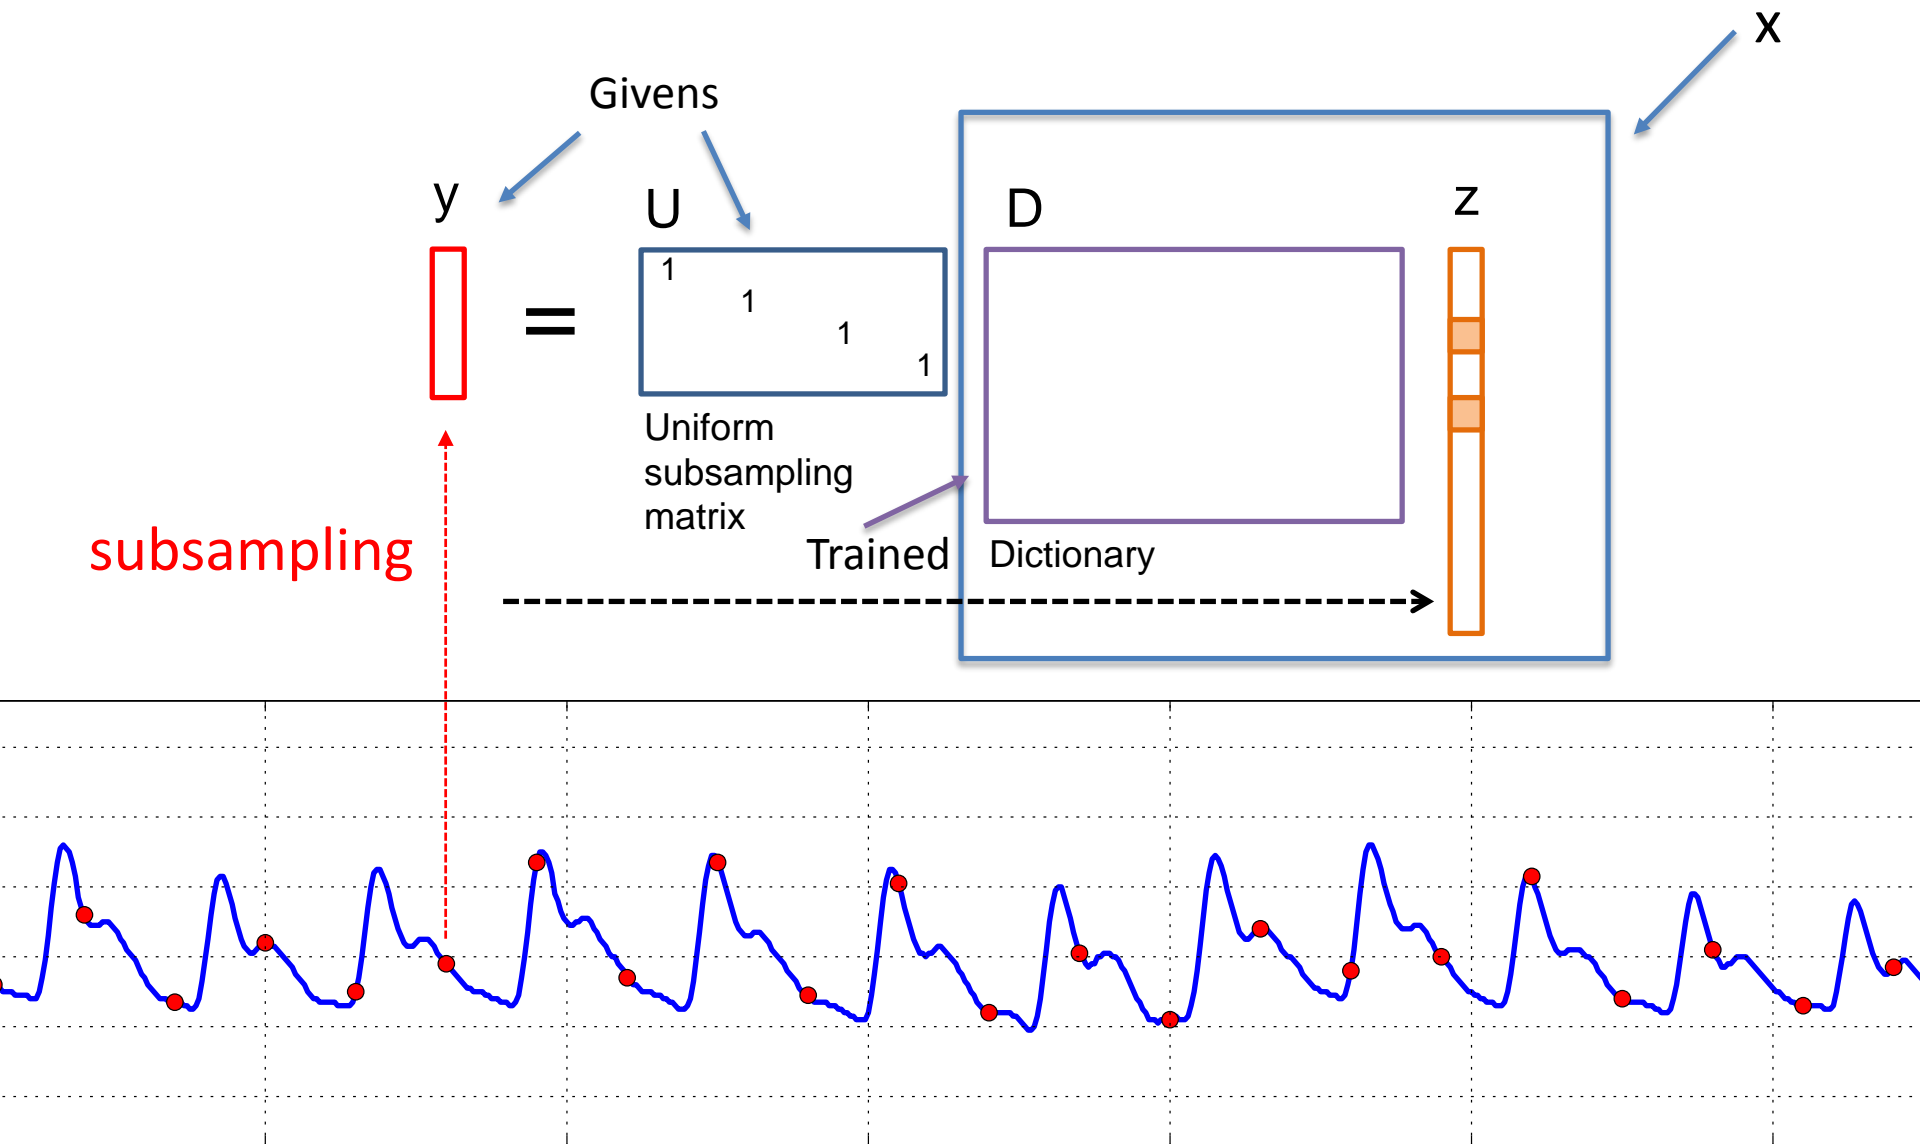 x
Givens
y
U
D
z
1
1
1
1
=
Uniform
subsampling
matrix
subsampling
Trained
Dictionary